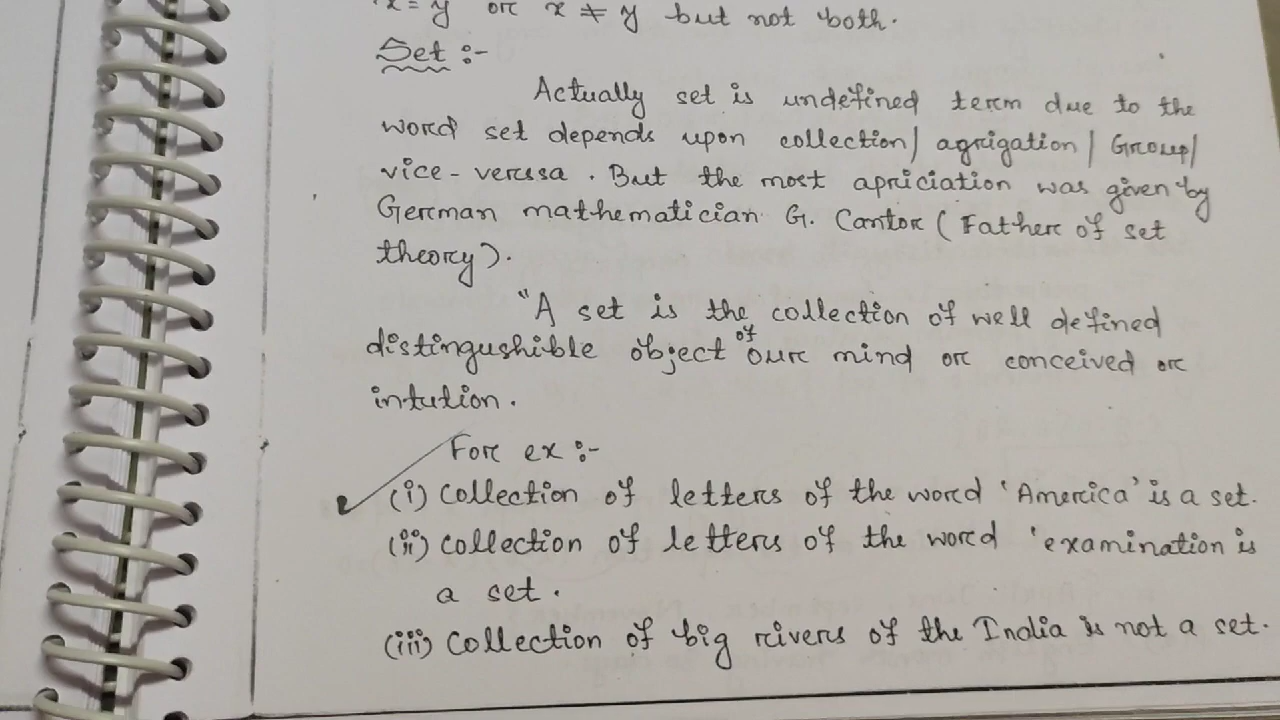 x = y or x ≠ y but not both.
Set :-
Actually set is undefined term due to the
word set depends upon collection/ agrigation / Group/
vice-verssa . But the most apriciation was given by
German mathematician G. Cantor ( Father of set
theory).
"A set is the collection of well defined
distingushible object of our mind or conceived or
intution.
For ex :-
(i) collection of letters of the word 'America' is a set.
(ii) collection of letters of the word 'examination is
a set .
(iii) collection of big rivers of the India is not a set.